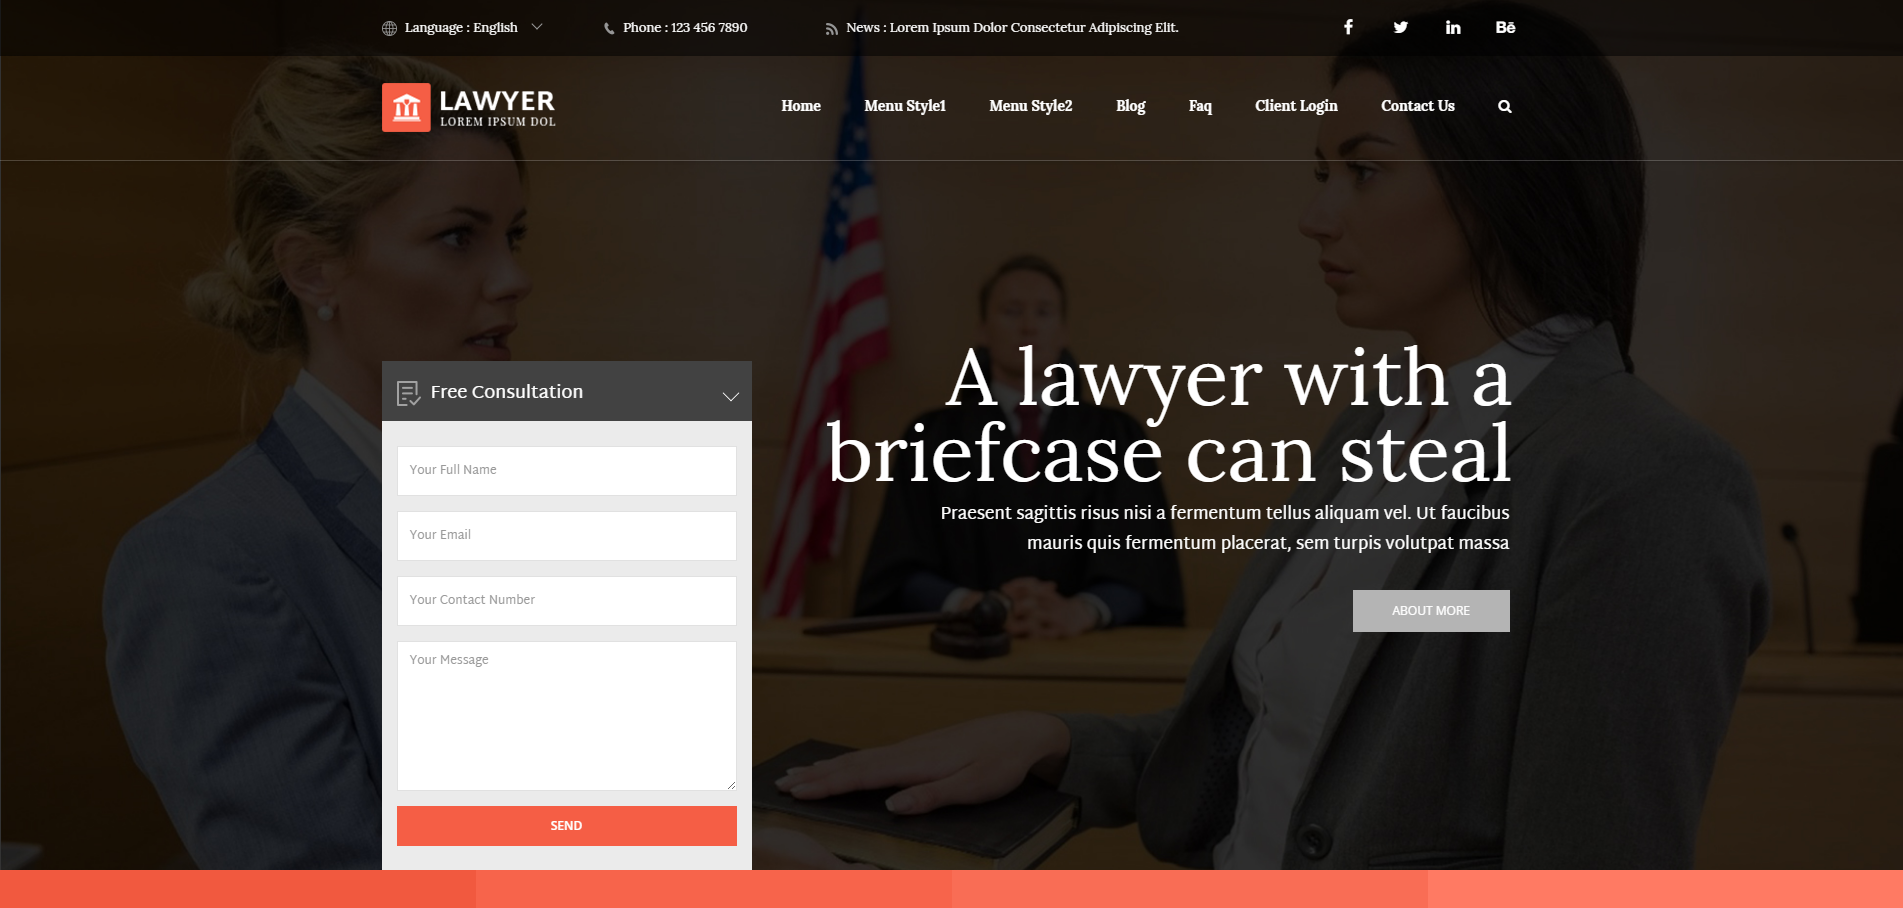 Language : English
Phone : 123 456 7890
News : Lorem Ipsum Dolor Consectetur Adipiscing Elit.
Bē
LAWYER
LOREM IPSUM DOL
Home
Menu Style1
Menu Style2
Blog
Faq
Client Login
Contact Us
A lawyer with a
briefcase can steal
Praesent sagittis risus nisi a fermentum tellus aliquam vel. Ut faucibus
mauris quis fermentum placerat, sem turpis volutpat massa
ABOUT MORE
Free Consultation
Your Full Name
Your Email
Your Contact Number
Your Message
SEND